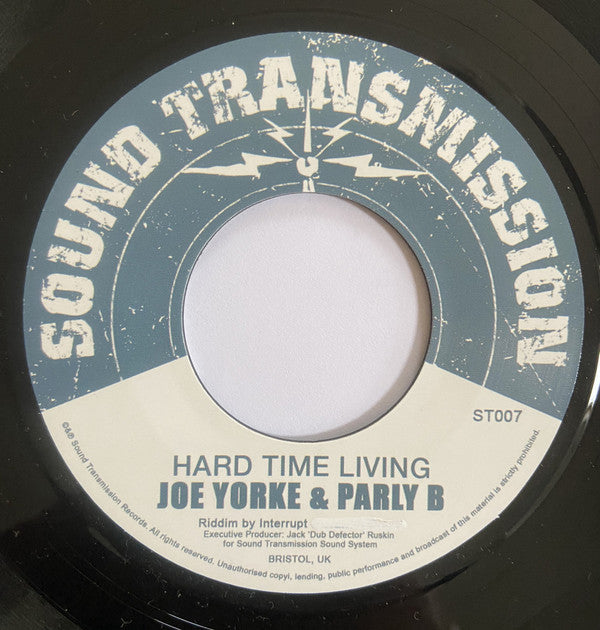 SOUND TRANSMISSION
ST007
HARD TIME LIVING
JOE YORKE & PARLY B
Riddim by Interrupt
Executive Producer: Jack 'Dub Defector' Ruskin
for Sound Transmission Sound System
BRISTOL, UK
©&℗ Sound Transmission Records. All rights reserved. Unauthorised copyi, lending, public performance and broadcast of this material is strictly prohibited.